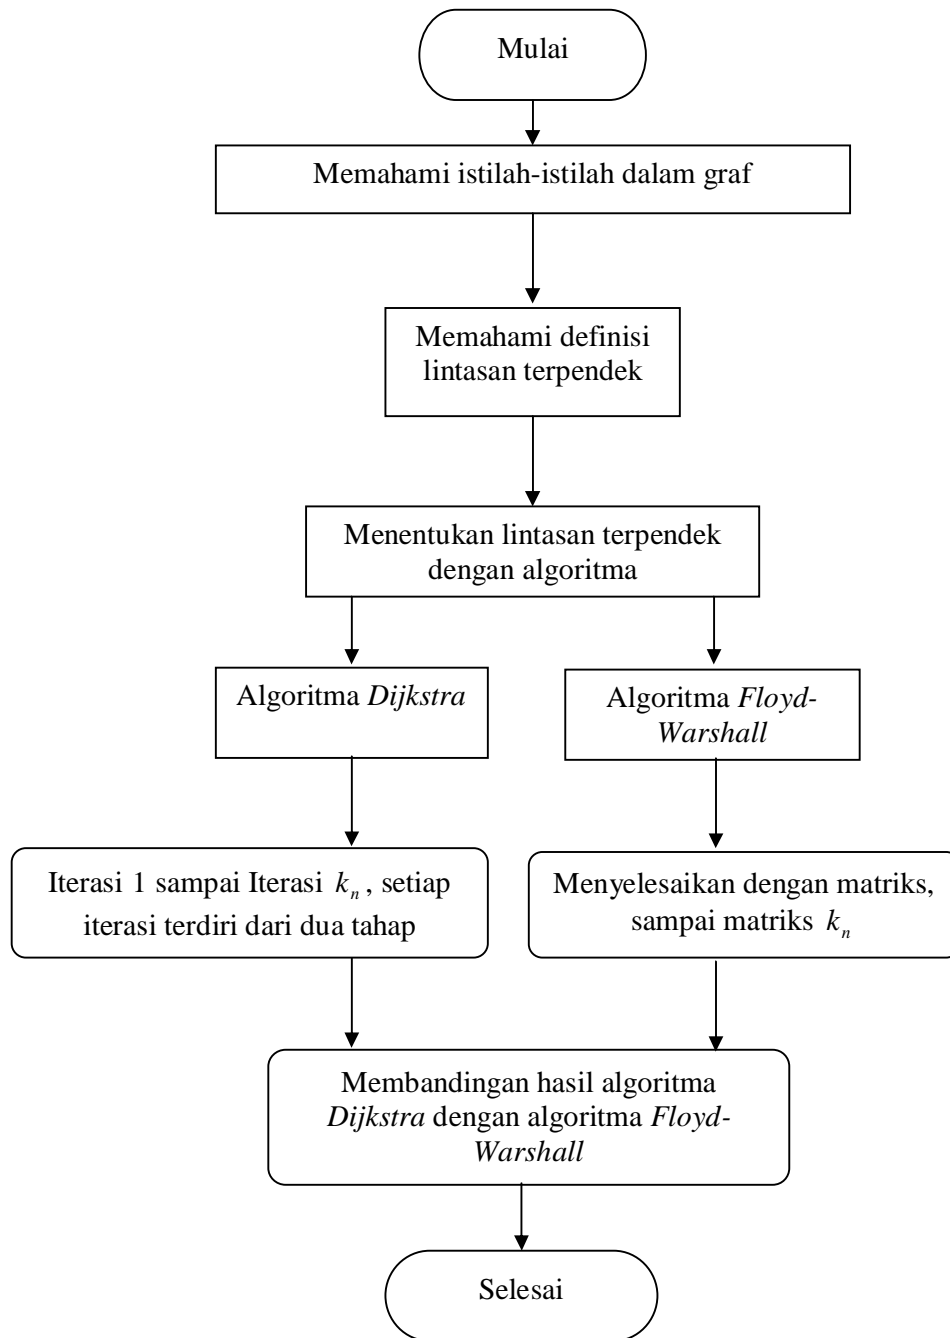 Mulai
Memahami istilah-istilah dalam graf
Memahami definisi
lintasan terpendek
Menentukan lintasan terpendek
dengan algoritma
Algoritma Dijkstra
Algoritma Floyd-
Warshall
Iterasi 1 sampai Iterasi kₙ, setiap
iterasi terdiri dari dua tahap
Menyelesaikan dengan matriks,
sampai matriks kₙ
Membandingan hasil algoritma
Dijkstra dengan algoritma Floyd-
Warshall
Selesai